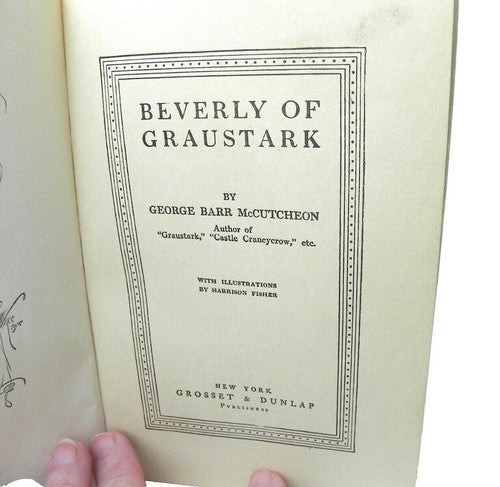 BEVERLY OF
GRAUSTARK
BY
GEORGE BARR McCUTCHEON
Author of
"Graustark," "Castle Craneycrow," etc.
WITH ILLUSTRATIONS
BY HARRISON FISHER
NEW YORK
GROSSET & DUNLAP
PUBLISHERS